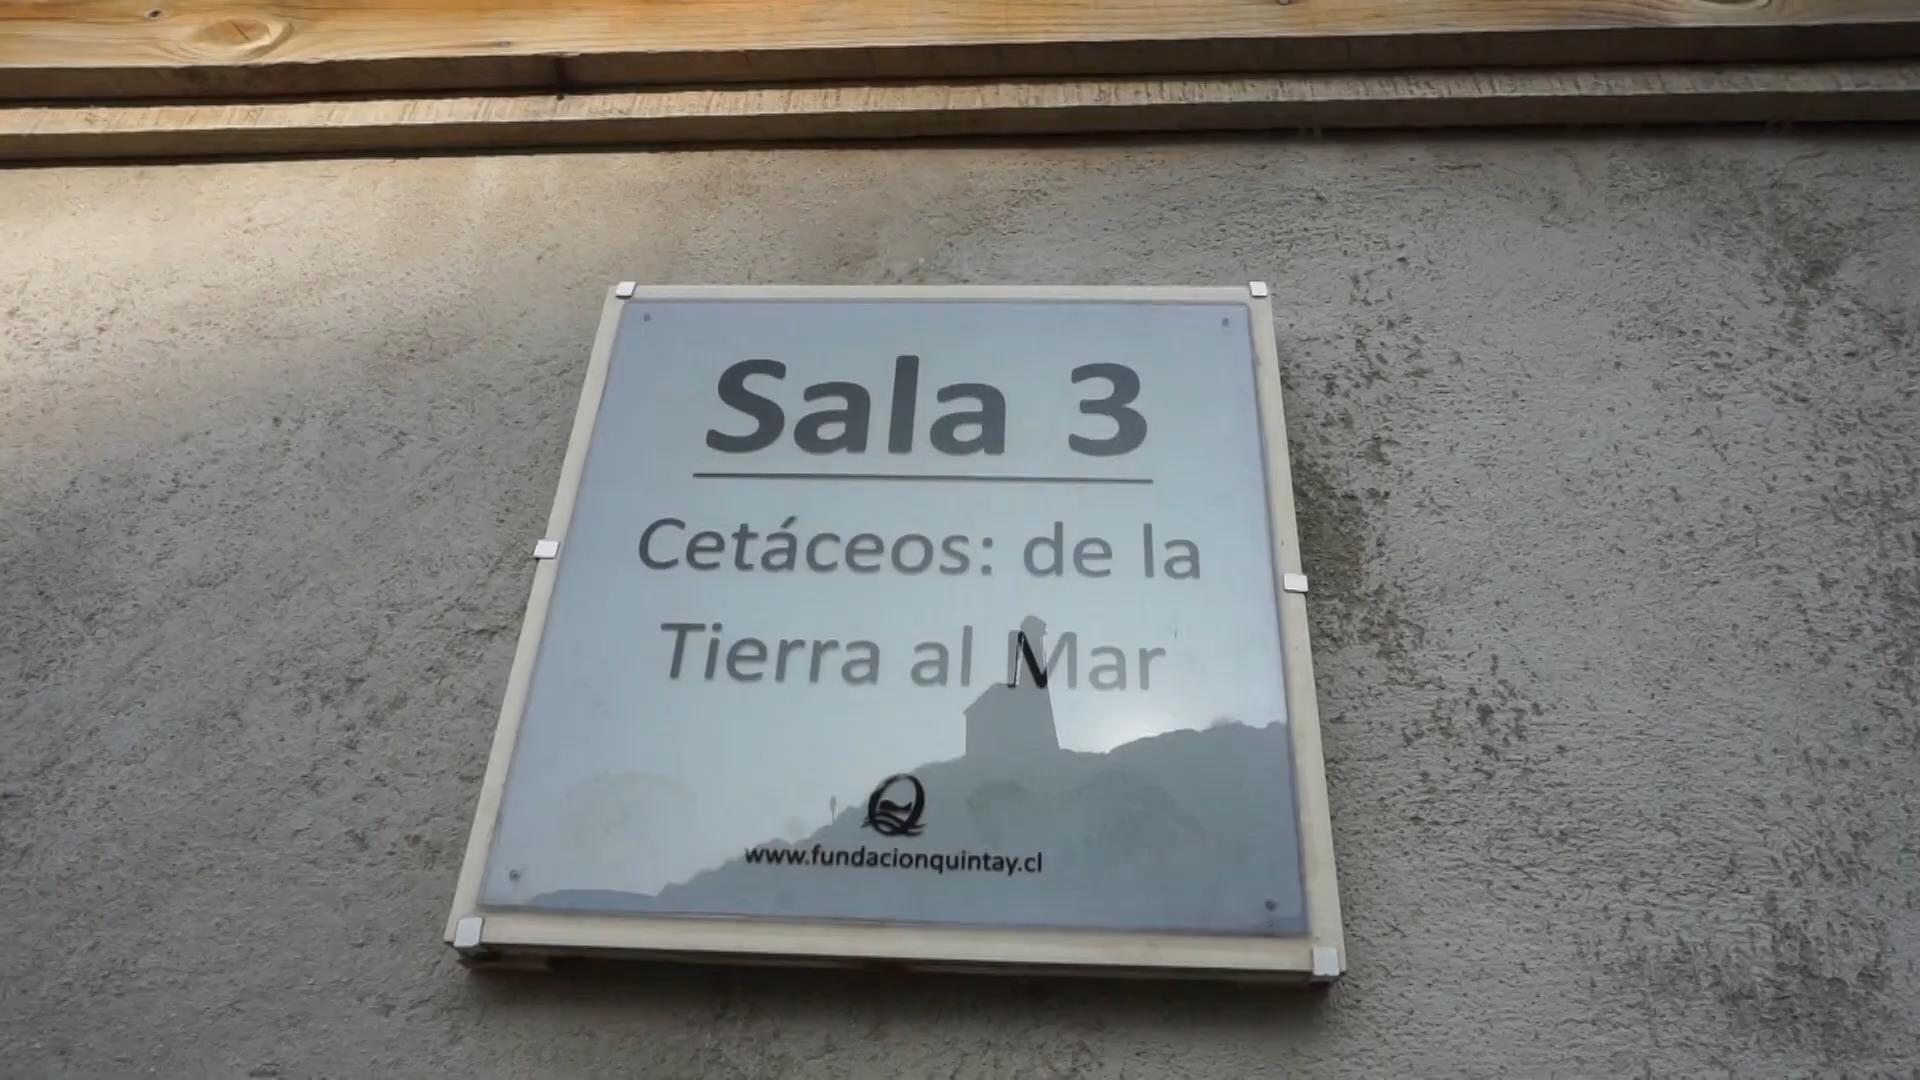 Sala 3
Cetáceos: de la
Tierra al Mar
Q
www.fundacionquintay.cl